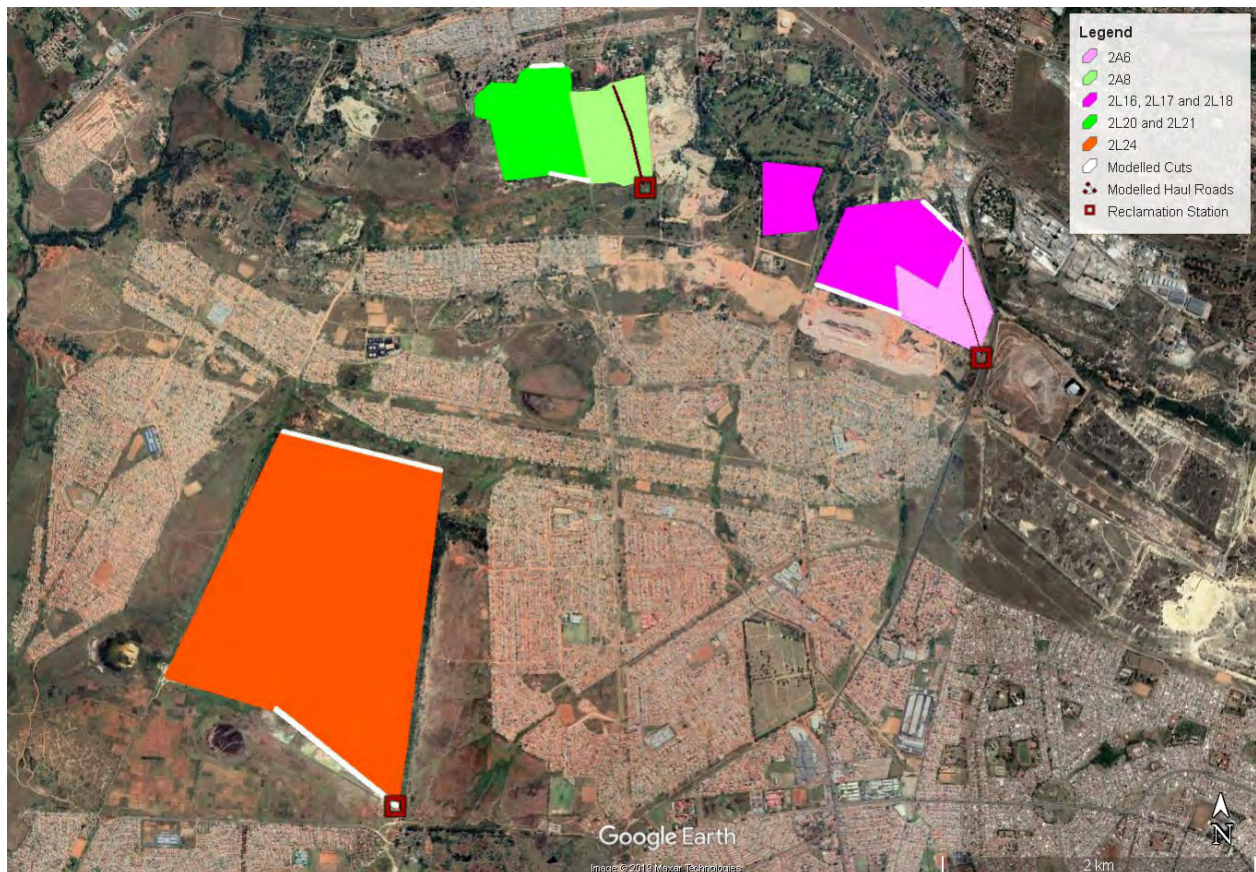 Legend
2A6
2A8
2L16, 2L17 and 2L18
2L20 and 2L21
2L24
Modelled Cuts
Modelled Haul Roads
Reclamation Station
Google Earth
Image © 2019 Maxar Technologies
N
2 km